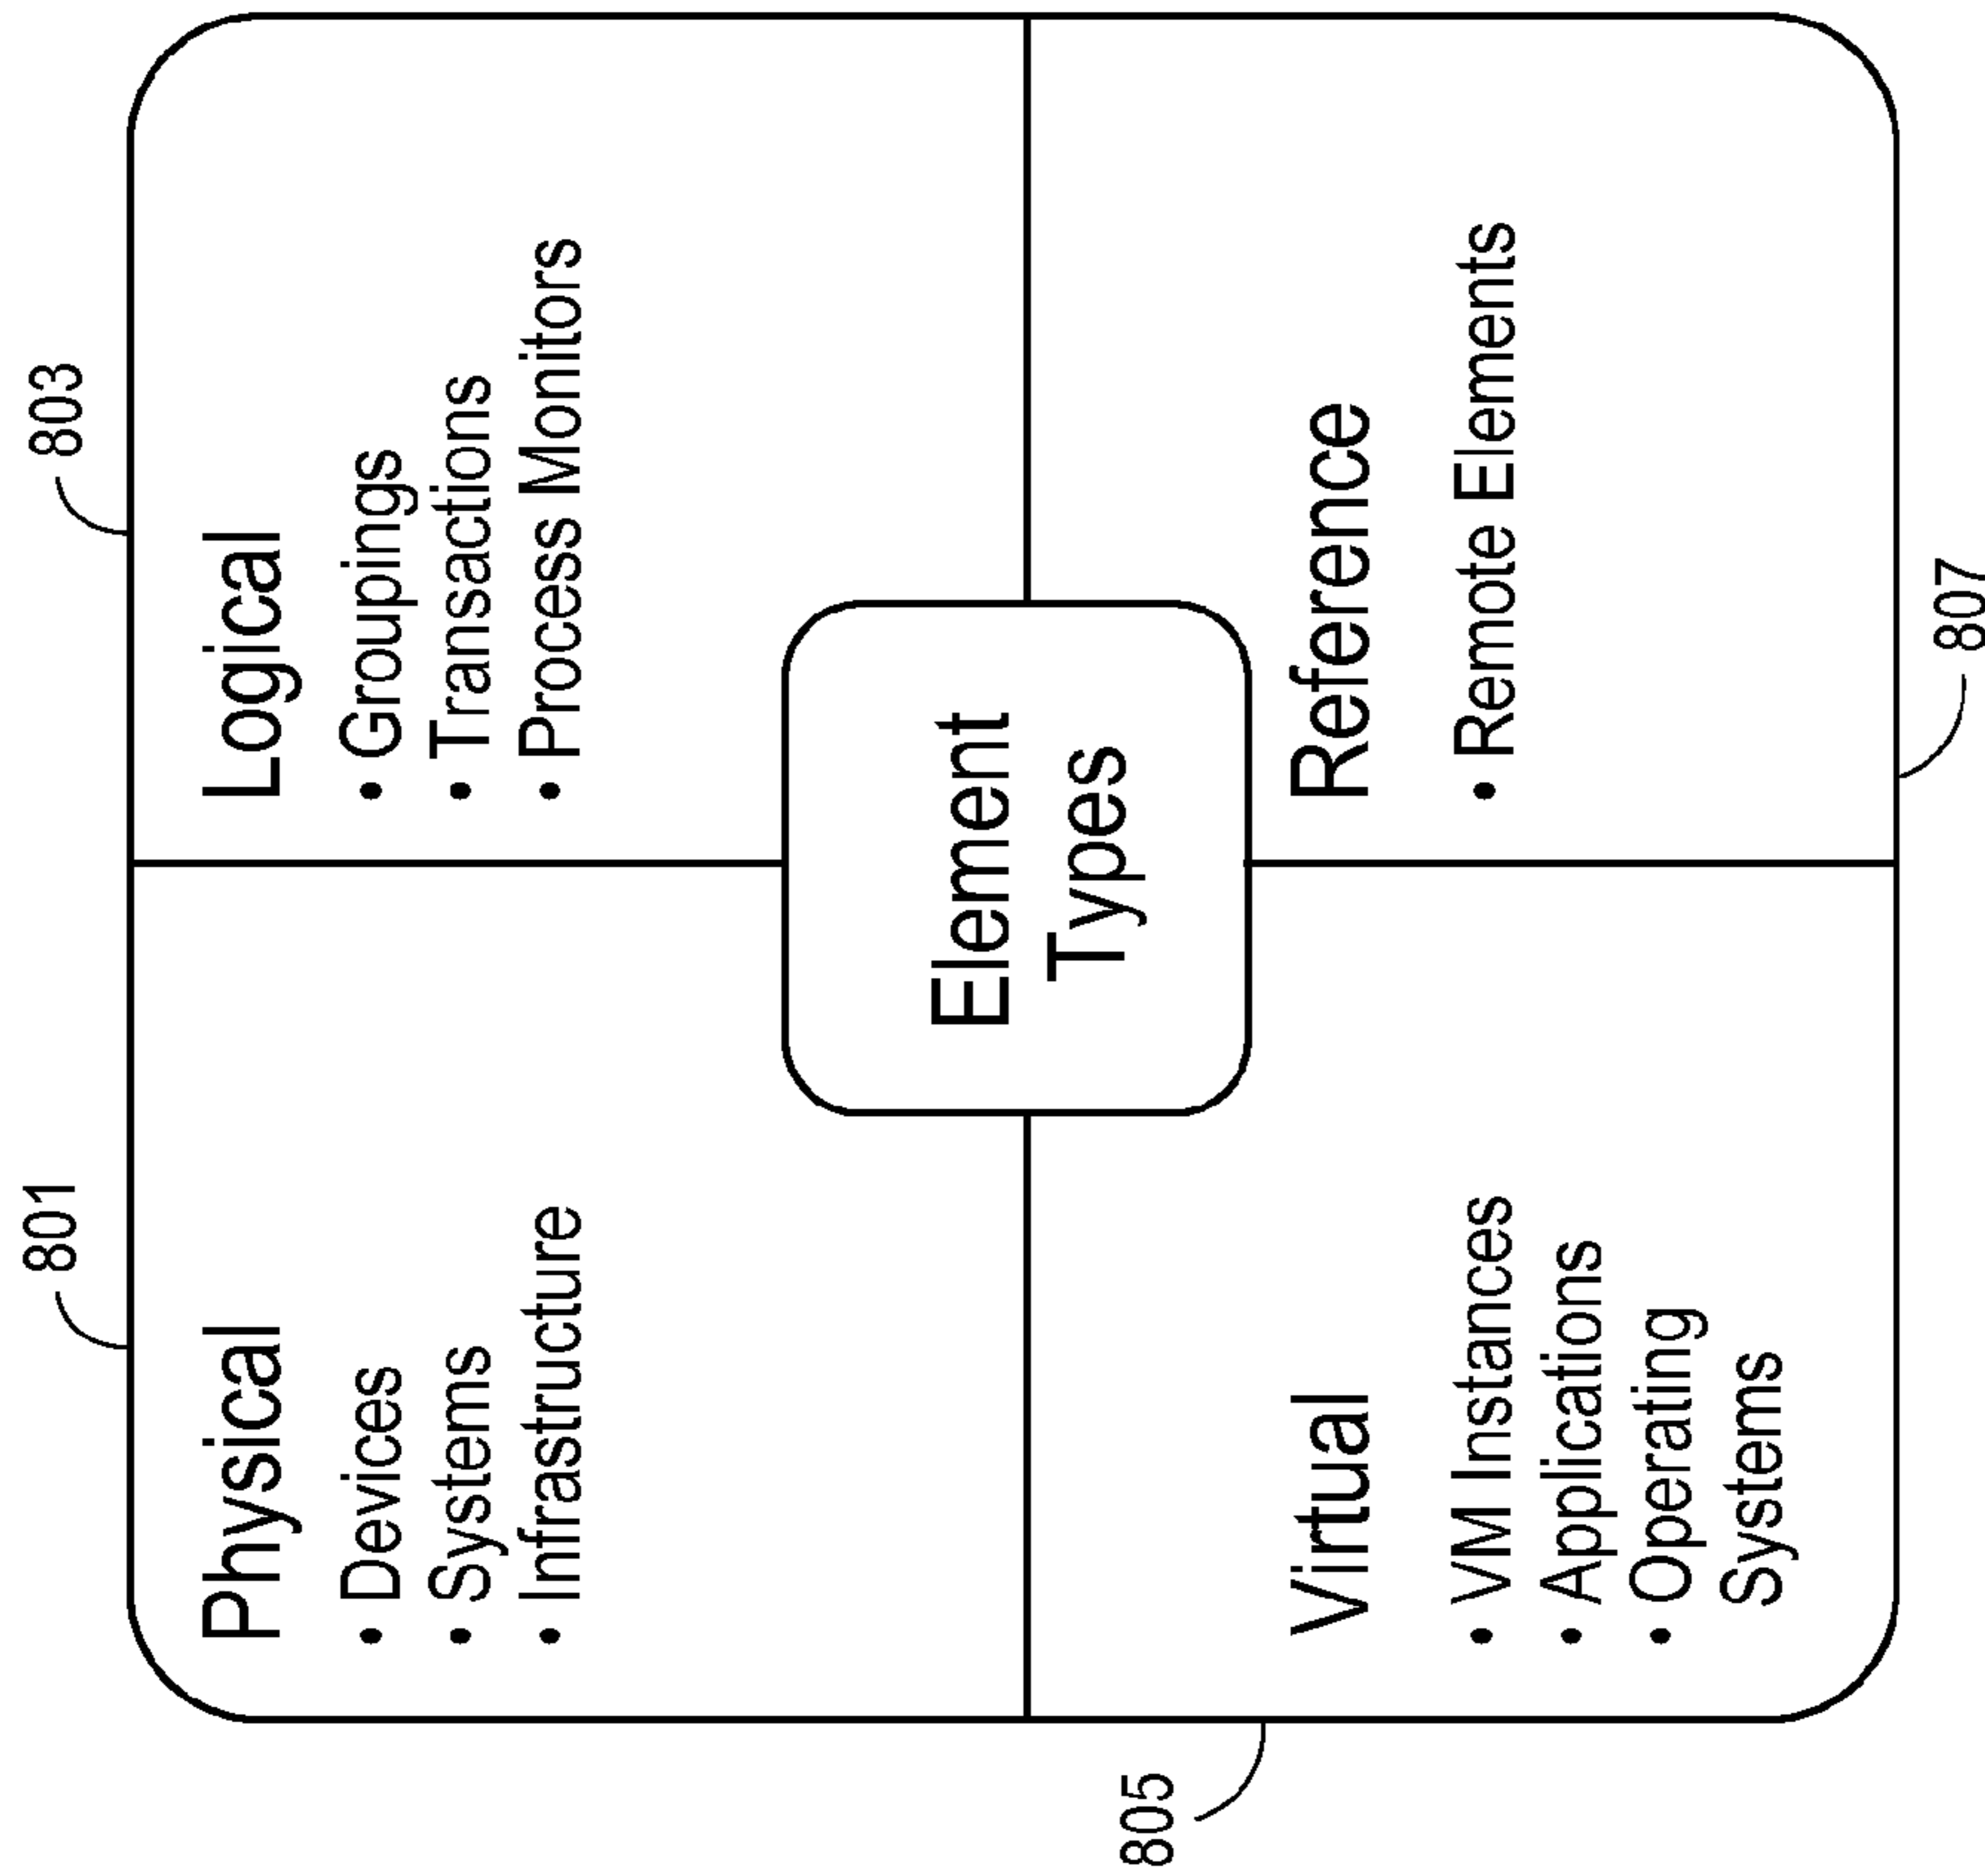 801
Physical
• Devices
• Systems
• Infrastructure
803
Logical
• Groupings
• Transactions
• Process Monitors
Element
Types
805
Virtual
• VM Instances
• Applications
• Operating
Systems
Reference
• Remote Elements
807